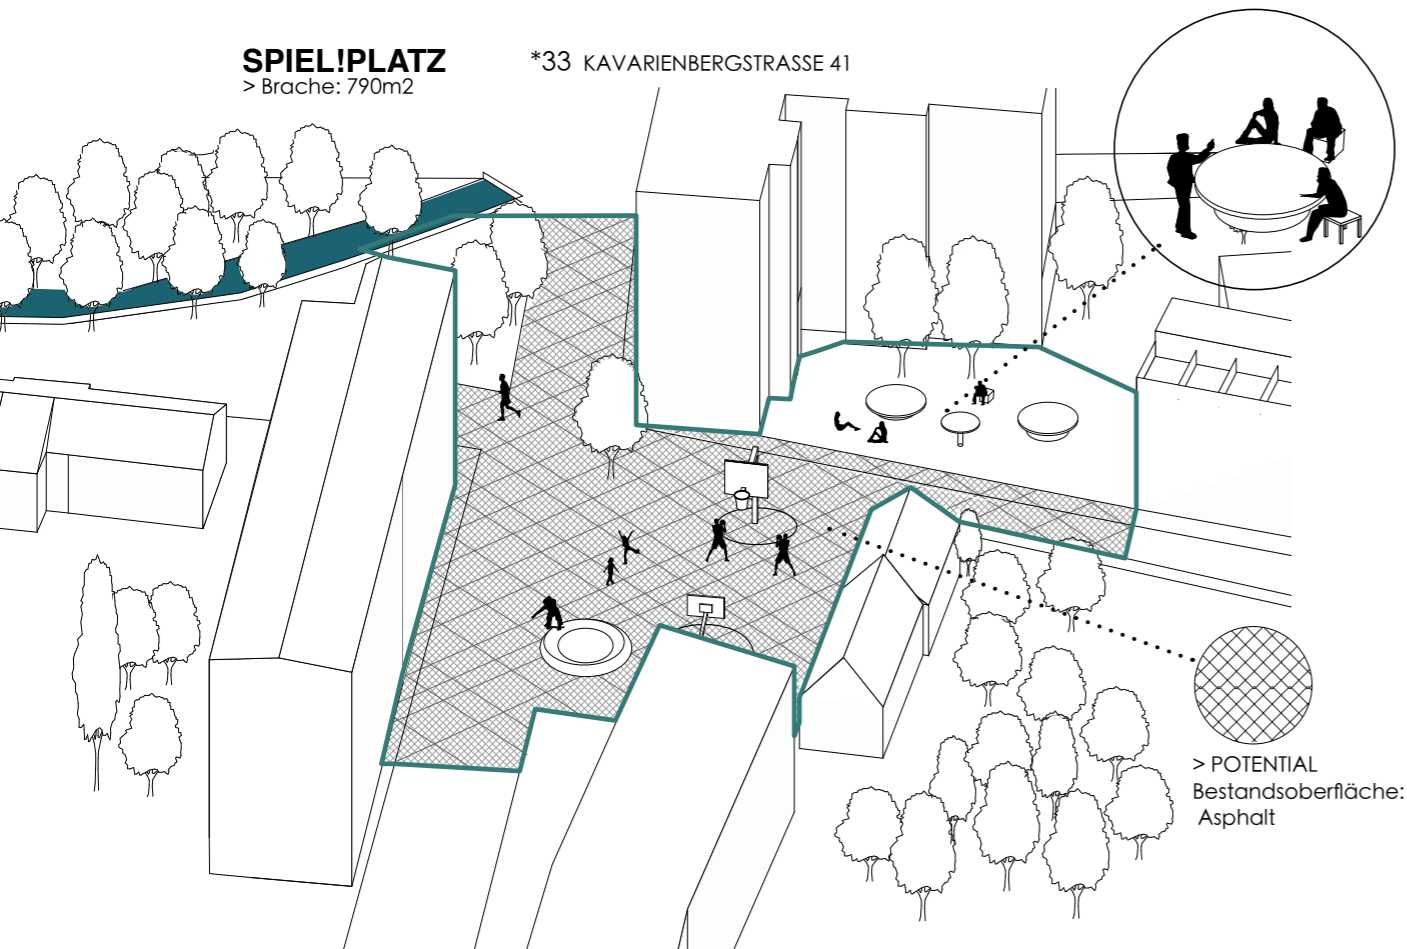 SPIEL!PLATZ
> Brache: 790m2
*33 KAVARIENBERGSTRASSE 41
> POTENTIAL
Bestandsoberfläche:
Asphalt